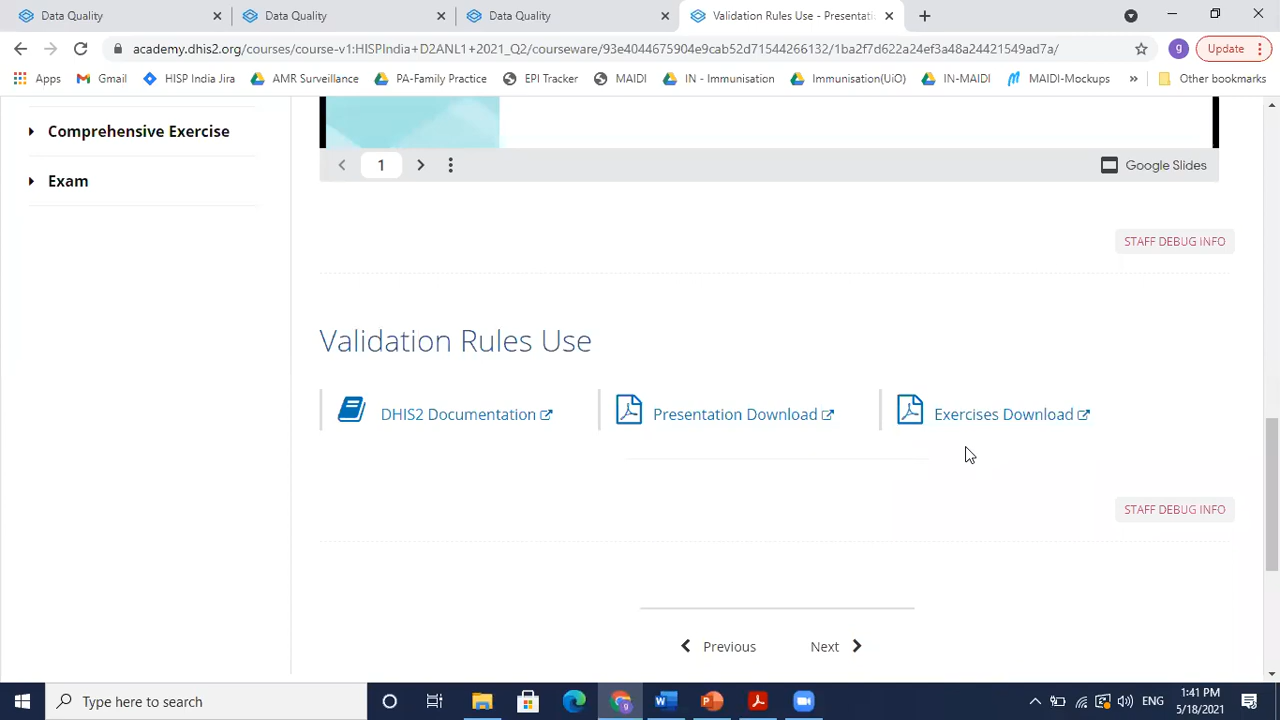 Data Quality
Data Quality
Data Quality
Validation Rules Use - Presentati
academy.dhis2.org/courses/course-v1:HISPIndia+D2ANL1+2021_Q2/courseware/93e4044675904e9cab52d71544266132/1ba2f7d622a24ef3a48a24421549ad7a/
g
Update
Apps
Gmail
HISP India Jira
AMR Surveillance
PA-Family Practice
EPI Tracker
MAIDI
IN - Immunisation
Immunisation(UiO)
IN-MAIDI
MAIDI-Mockups
»
Other bookmarks
Comprehensive Exercise
Exam
1
Google Slides
STAFF DEBUG INFO
Validation Rules Use
DHIS2 Documentation
Presentation Download
Exercises Download
STAFF DEBUG INFO
Previous
Next
Type here to search
ENG
1:41 PM
5/18/2021